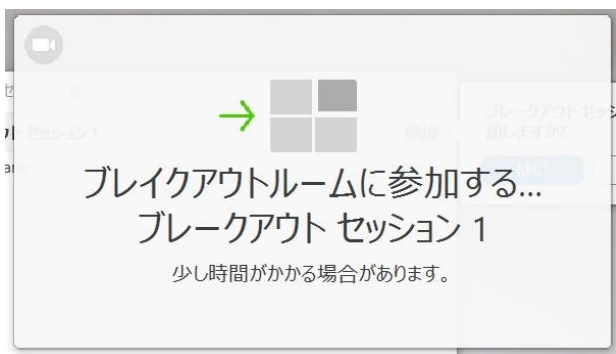 ブレイクアウトルームに参加する...
ブレークアウト セッション 1
少し時間がかかる場合があります。